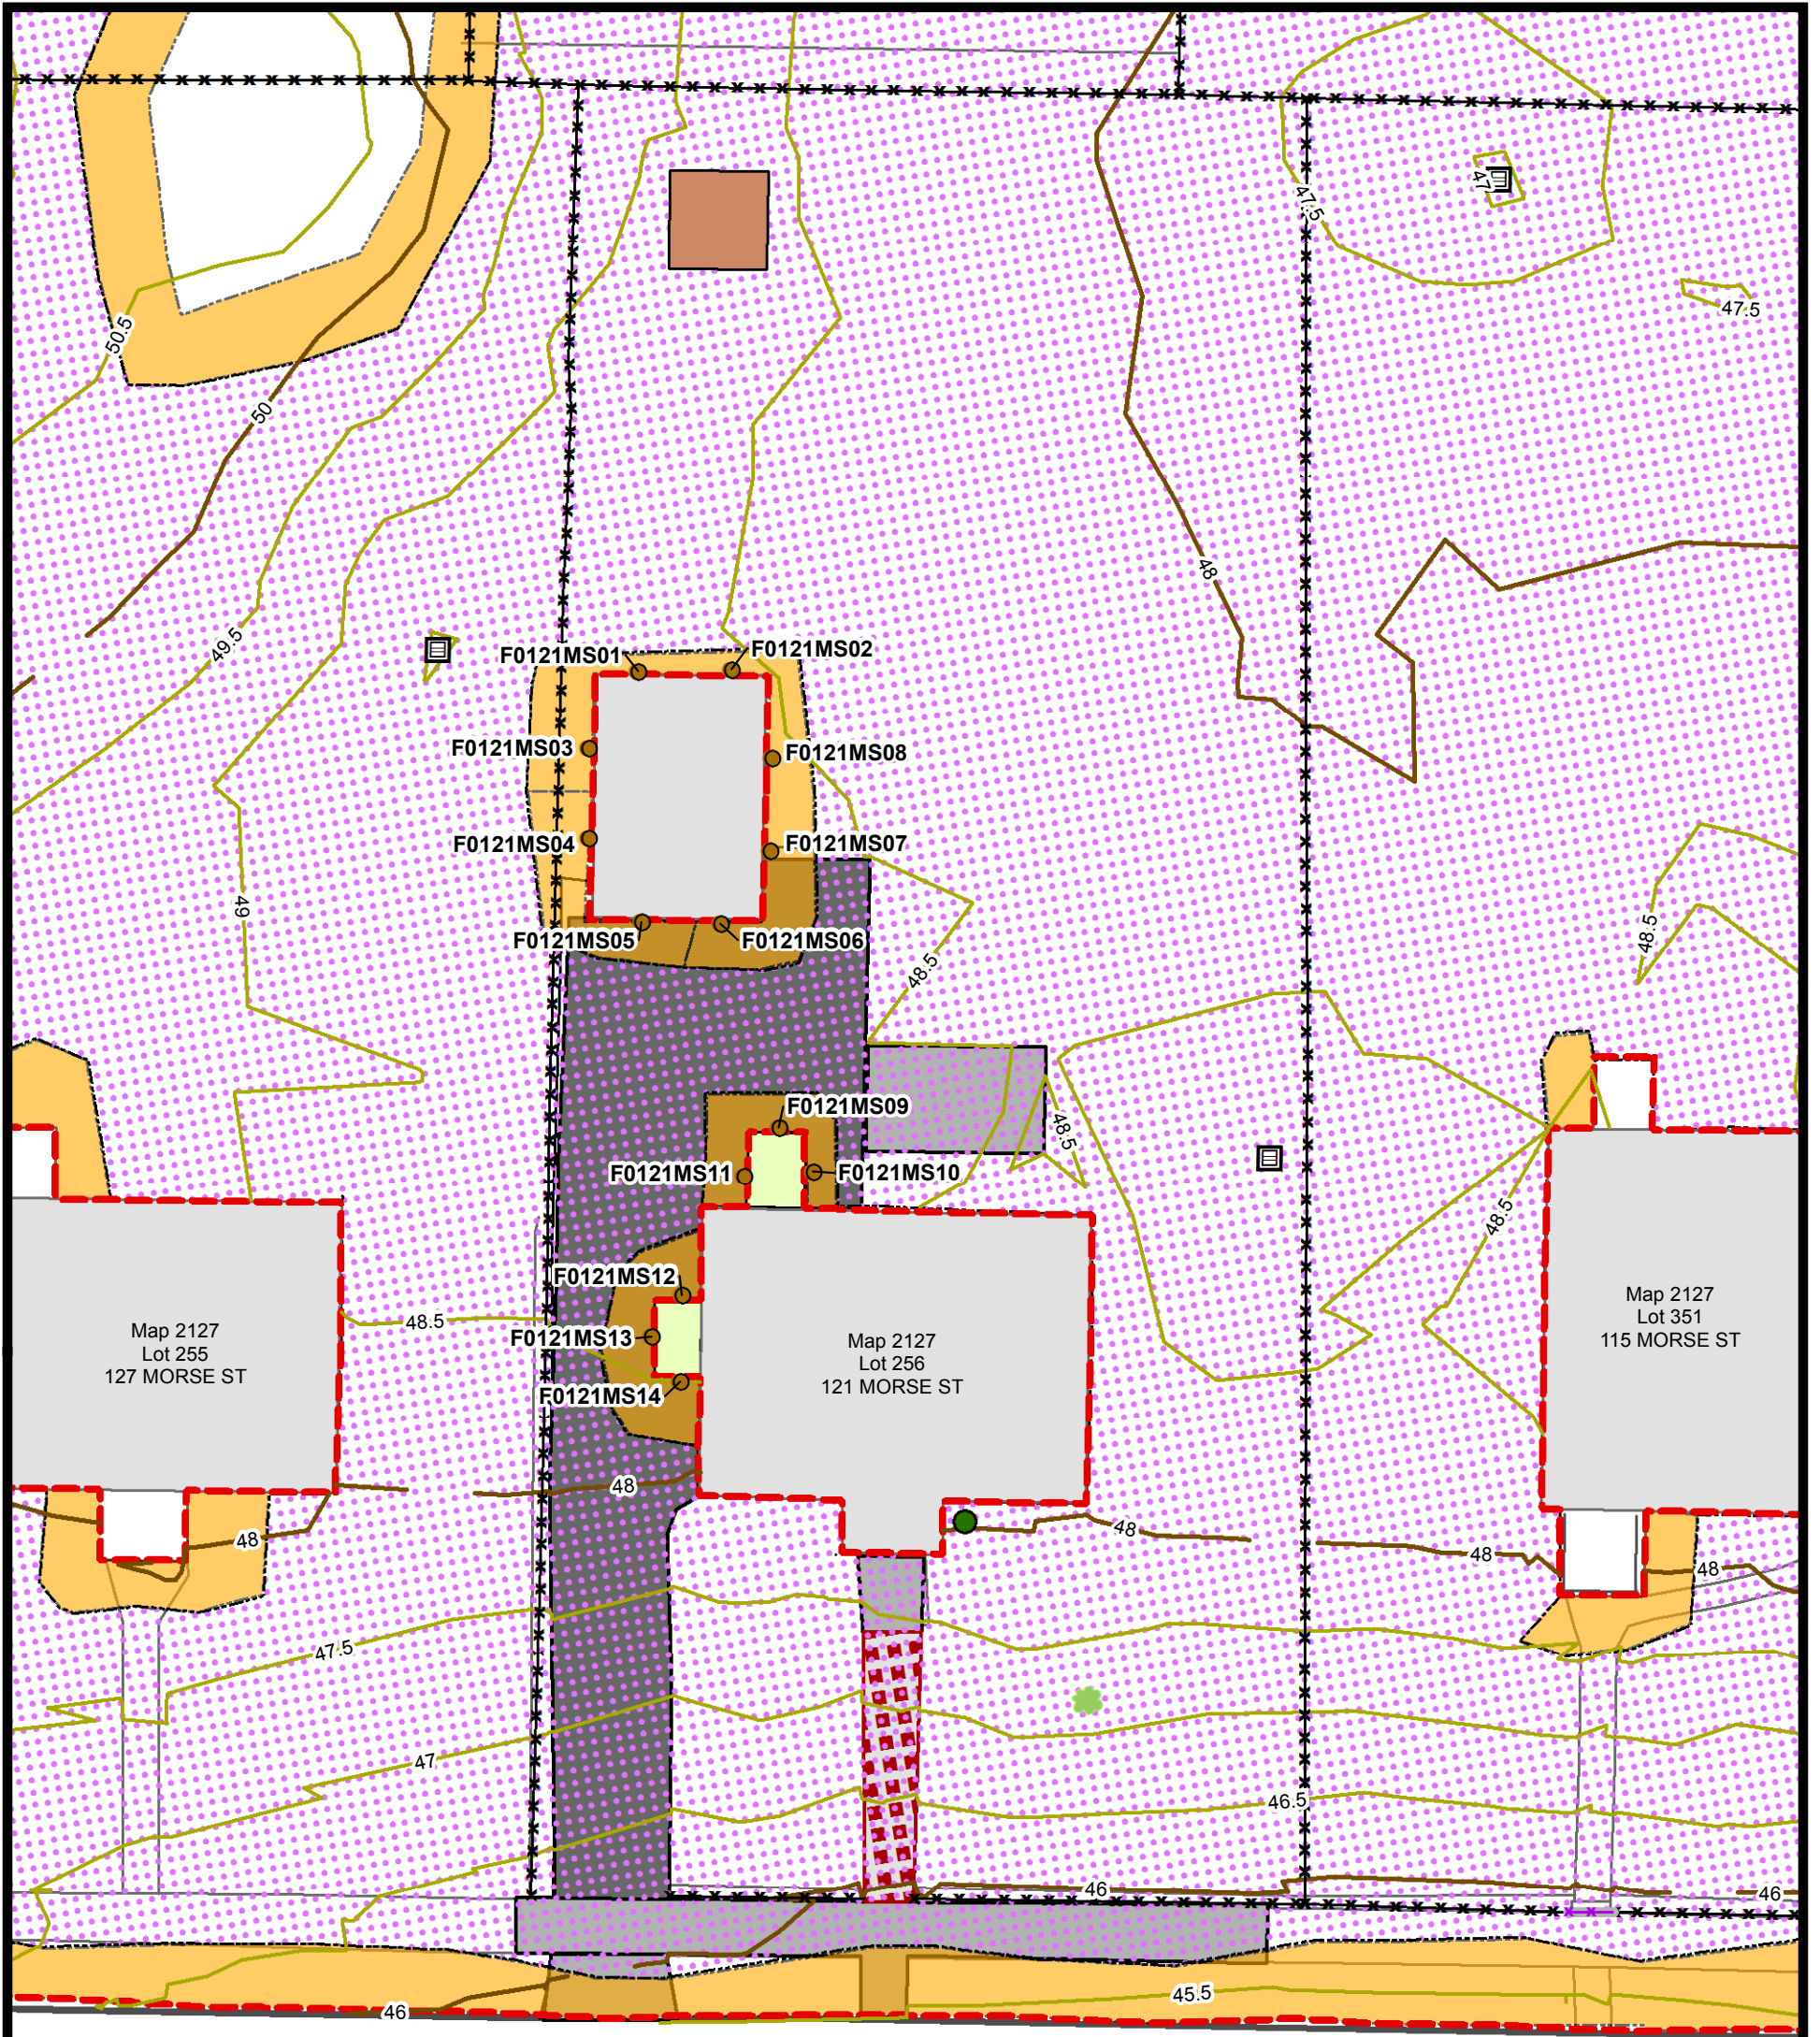 47
47.5
47.5
50.5
50
48
49.5
F0121MS01
F0121MS02
F0121MS03
F0121MS08
F0121MS04
F0121MS07
49
F0121MS05
F0121MS06
48.5
48.5
F0121MS09
48.5
F0121MS11
F0121MS10
48.5
F0121MS12
48.5
F0121MS13
F0121MS14
Map 2127
Lot 255
127 MORSE ST
Map 2127
Lot 256
121 MORSE ST
Map 2127
Lot 351
115 MORSE ST
48
48
48
48
48
47.5
47
46.5
46
46
45.5
46